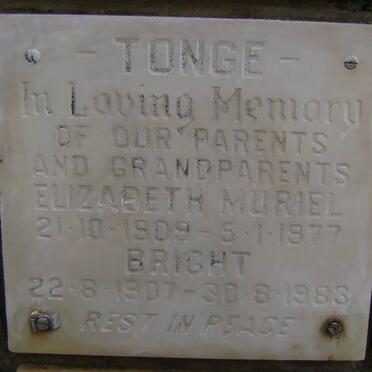 - TONGE -
In Loving Memory
OF OUR PARENTS
AND GRANDPARENTS
ELIZABETH MURIEL
21·10·1909 - 5·1·1977
BRIGHT
22·8·1907 - 30·8·1983
REST IN PEACE